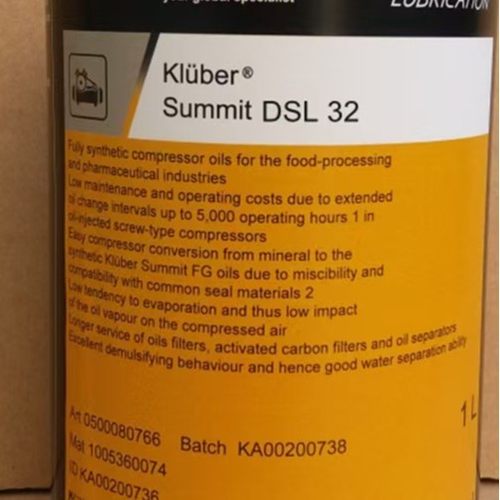 your global specialist
LUBRICATION
Klüber®
Summit DSL 32
Fully synthetic compressor oils for the food-processing
and pharmaceutical industries
Low maintenance and operating costs due to extended
oil change intervals up to 5,000 operating hours 1 in
oil-injected screw-type compressors
Easy compressor conversion from mineral to the
synthetic Klüber Summit FG oils due to miscibility and
compatibility with common seal materials 2
Low tendency to evaporation and thus low impact
of the oil vapour on the compressed air
Longer service of oils filters, activated carbon filters and oil separators
Excellent demulsifying behaviour and hence good water separation ability
1 L
Art 0500080766 Batch KA00200738
Mat 1005360074
ID KA00200736